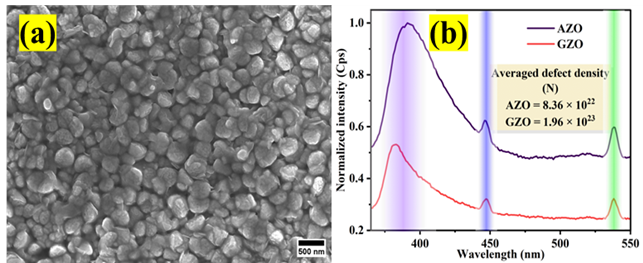 (a)
500 nm
(b)
AZO
GZO
Averaged defect density
(N)
AZO = 8.36 × 10²²
GZO = 1.96 × 10²³
Normalized intensity (Cps)
1.0
0.8
0.6
0.4
0.2
400
450
500
550
Wavelength (nm)